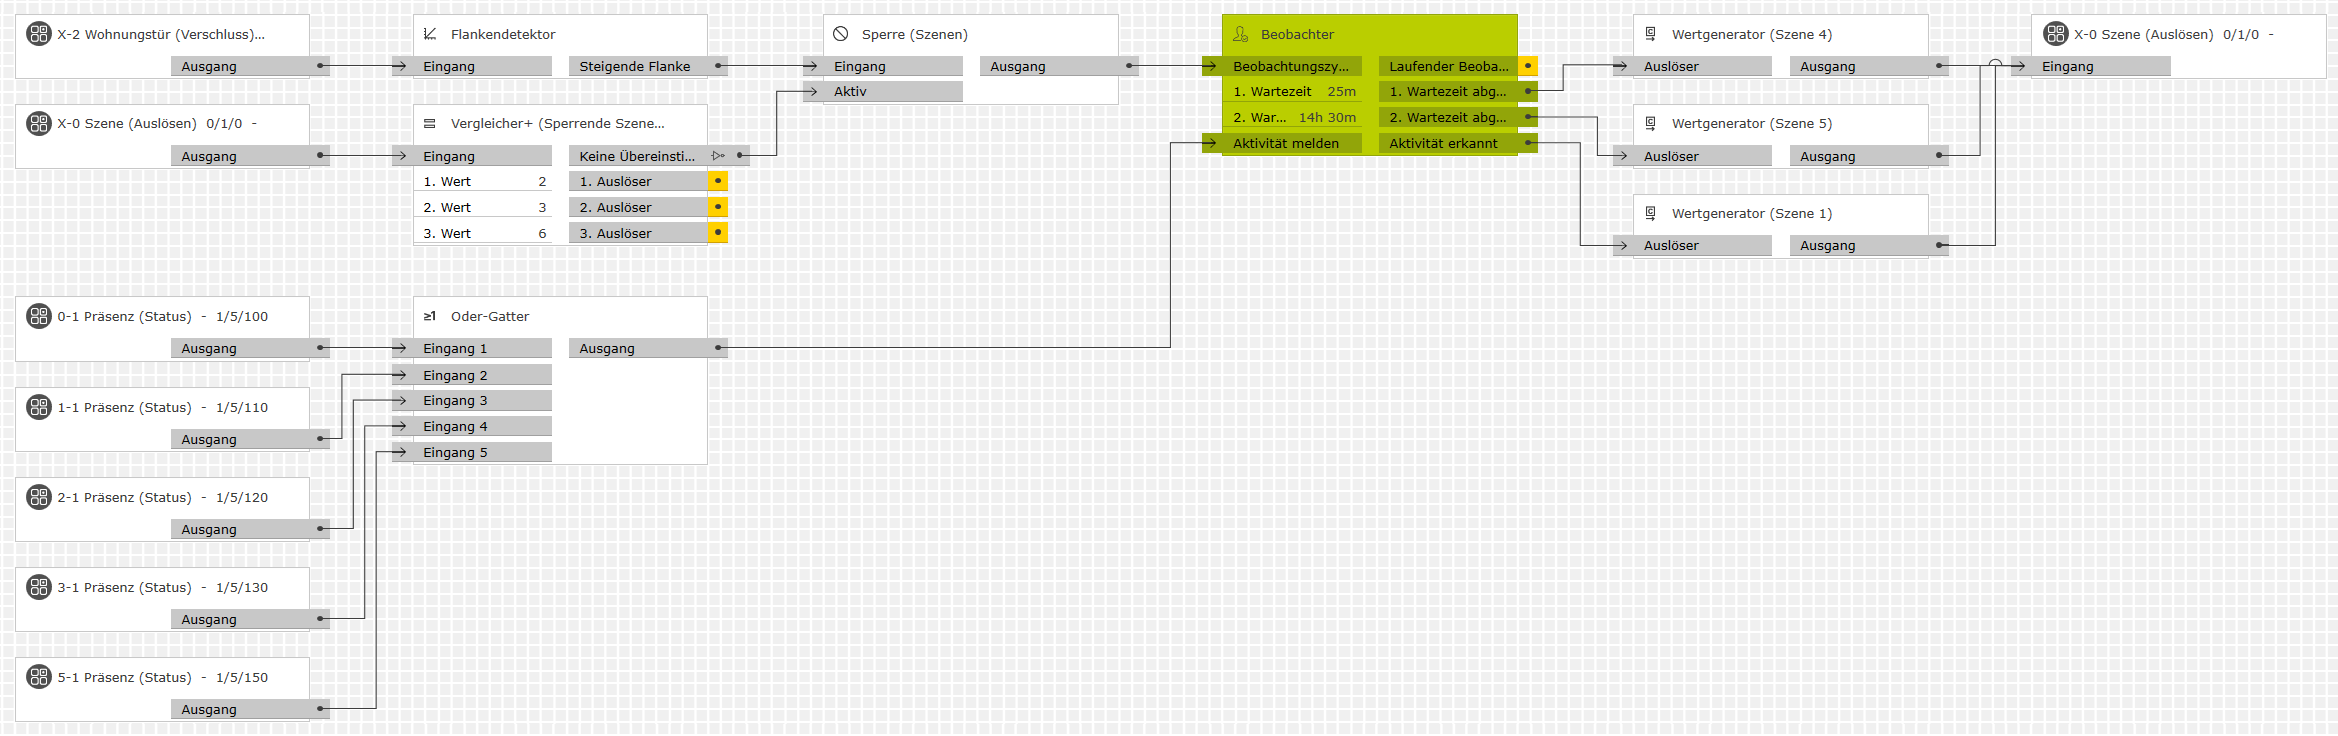 X-2 Wohnungstür (Verschluss)...
Ausgang
Flankendetektor
Eingang
Steigende Flanke
Sperre (Szenen)
Eingang
Ausgang
Aktiv
Beobachter
Beobachtungszy...
Laufender Beoba...
1. Wartezeit 25m
1. Wartezeit abg...
2. War... 14h 30m
2. Wartezeit abg...
Aktivität melden
Aktivität erkannt
Wertgenerator (Szene 4)
Auslöser
Ausgang
X-0 Szene (Auslösen) 0/1/0 -
Eingang
X-0 Szene (Auslösen) 0/1/0 -
Ausgang
Vergleicher+ (Sperrende Szene...
Eingang
Keine Übereinsti...
1. Wert 2
1. Auslöser
2. Wert 3
2. Auslöser
3. Wert 6
3. Auslöser
Wertgenerator (Szene 5)
Auslöser
Ausgang
Wertgenerator (Szene 1)
Auslöser
Ausgang
0-1 Präsenz (Status) - 1/5/100
Ausgang
≥1 Oder-Gatter
Eingang 1
Ausgang
Eingang 2
Eingang 3
Eingang 4
Eingang 5
1-1 Präsenz (Status) - 1/5/110
Ausgang
2-1 Präsenz (Status) - 1/5/120
Ausgang
3-1 Präsenz (Status) - 1/5/130
Ausgang
5-1 Präsenz (Status) - 1/5/150
Ausgang